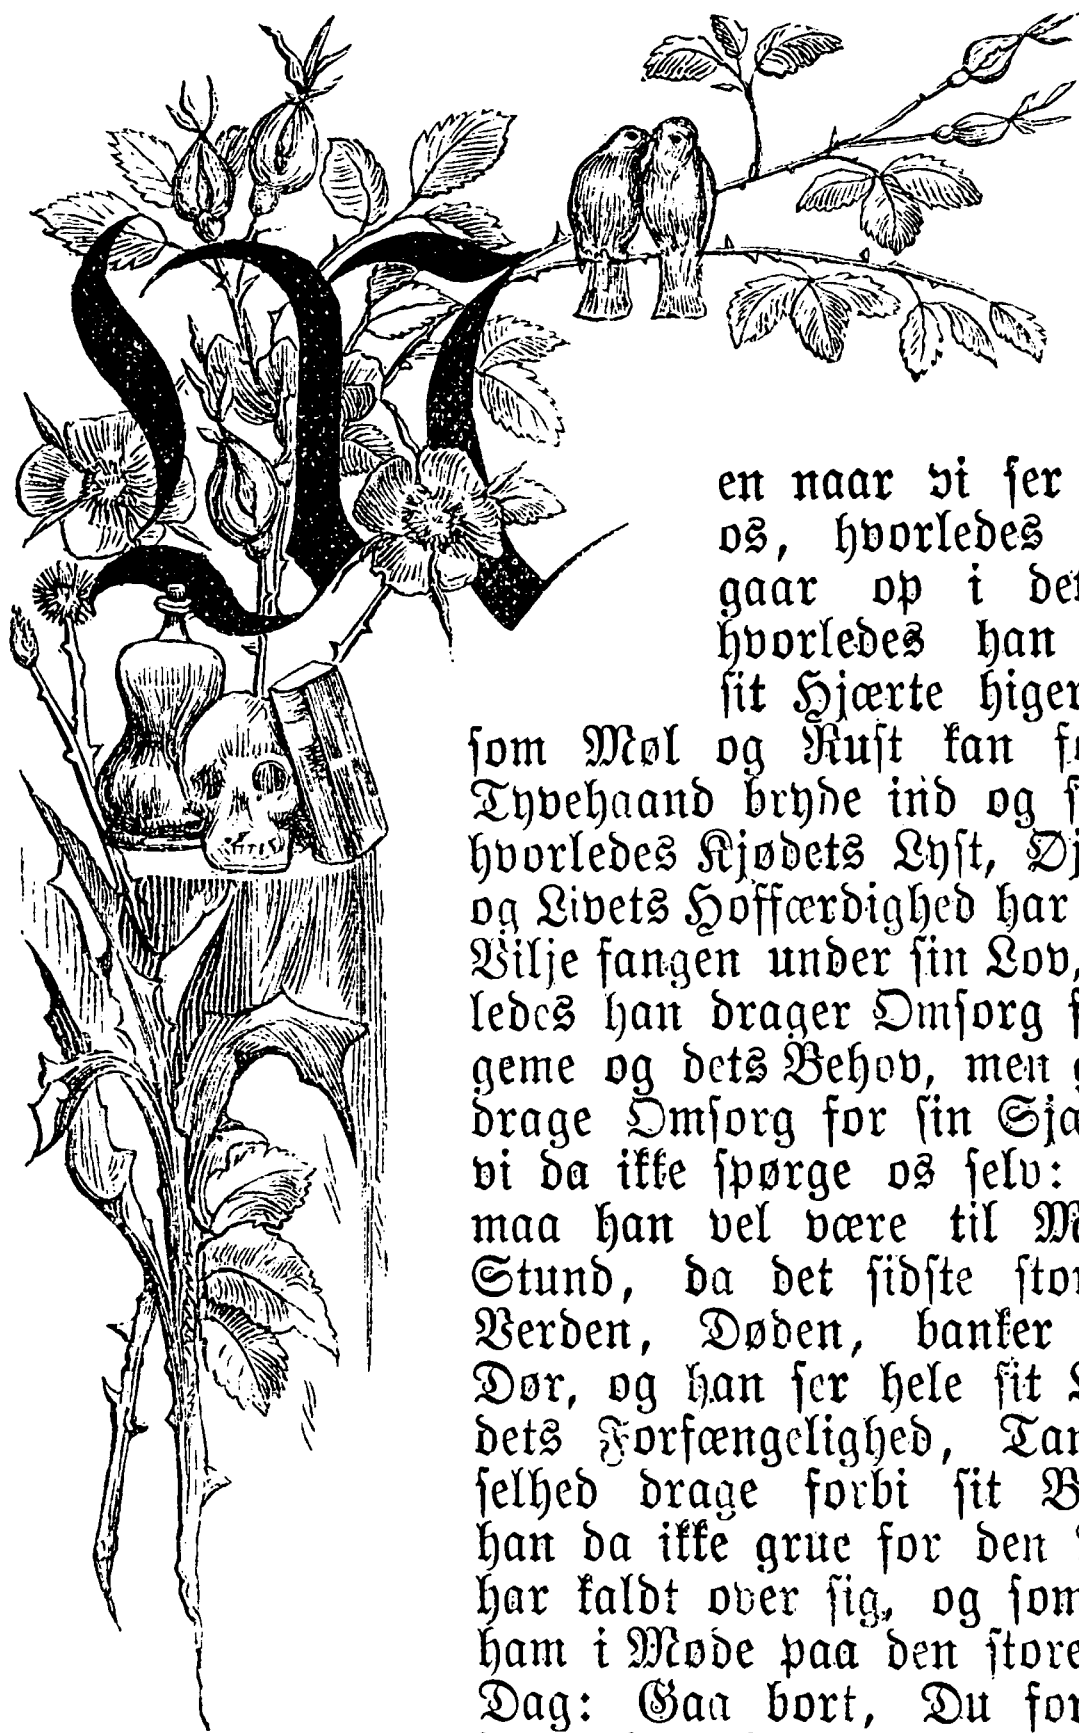 Men naar vi ser
os, hvorledes
gaar op i det
hvorledes han
sit Hjærte higer
som Møl og Rust kan
Tyvehaand bryde ind og
hvorledes Kjødets Lyst,
og Livets Hoffærdighed har
Vilje fangen under sin Lov,
ledes han drager Omsorg
geme og dets Behov, men
drage Omsorg for sin
vi da ikke spørge os selv:
maa han vel være til
Stund, da det sidste
Verden, Døden, banker
Dør, og han ser hele sit
dets Forfængelighed,
selhed drage forbi sit
han da ikke grue for den
har kaldt over sig, og som
ham i Møde paa den store
Dag: Gaa bort, Du for